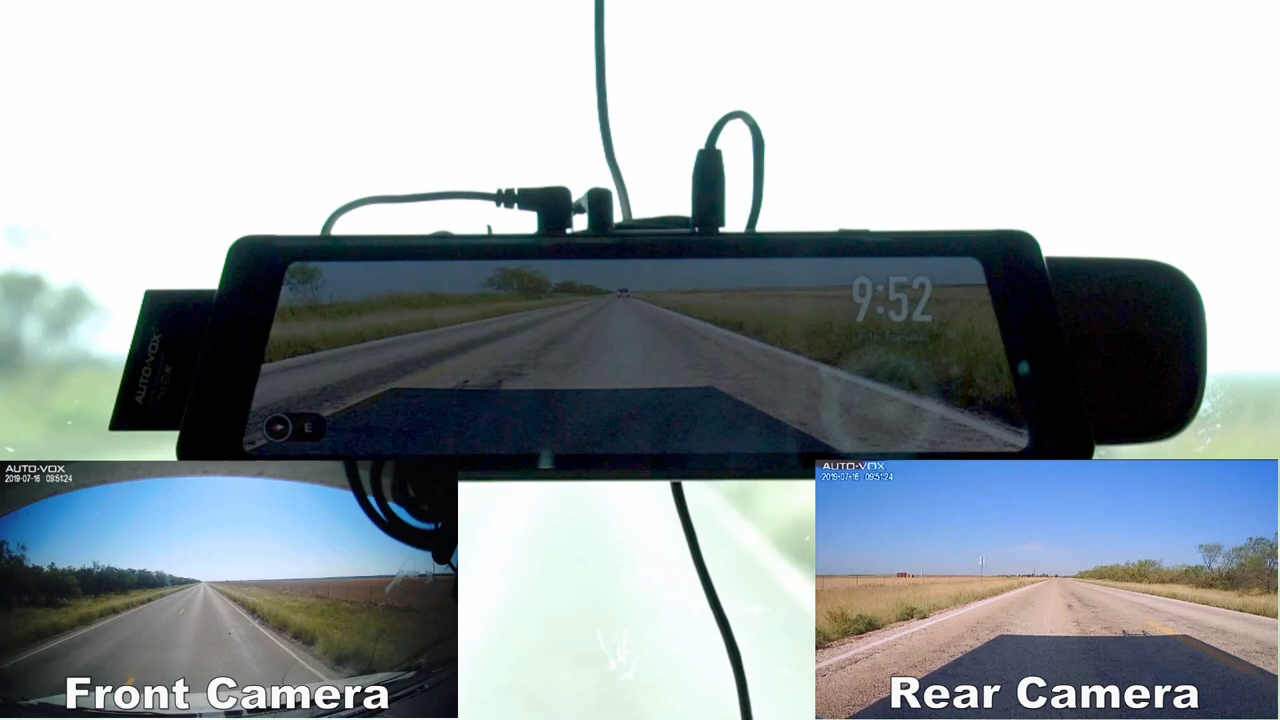 9:52
AUTO-VOX
E
AUTO-VOX
2019-07-16 09:51:24
Front Camera
AUTO-VOX
2019-07-16 09:51:24
Rear Camera